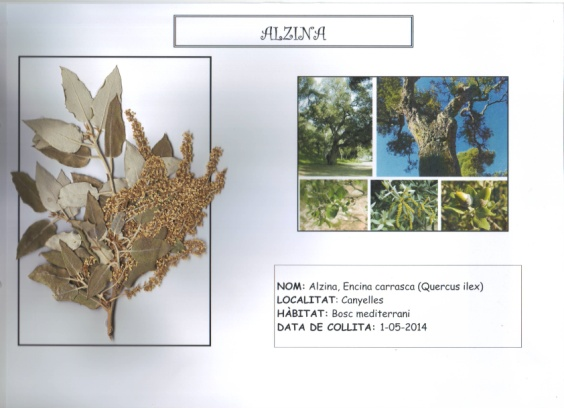 ALZINA
NOM: Alzina, Encina carrasca (Quercus ilex)
LOCALITAT: Canyelles
HÀBITAT: Bosc mediterrani
DATA DE COLLITA: 1-05-2014